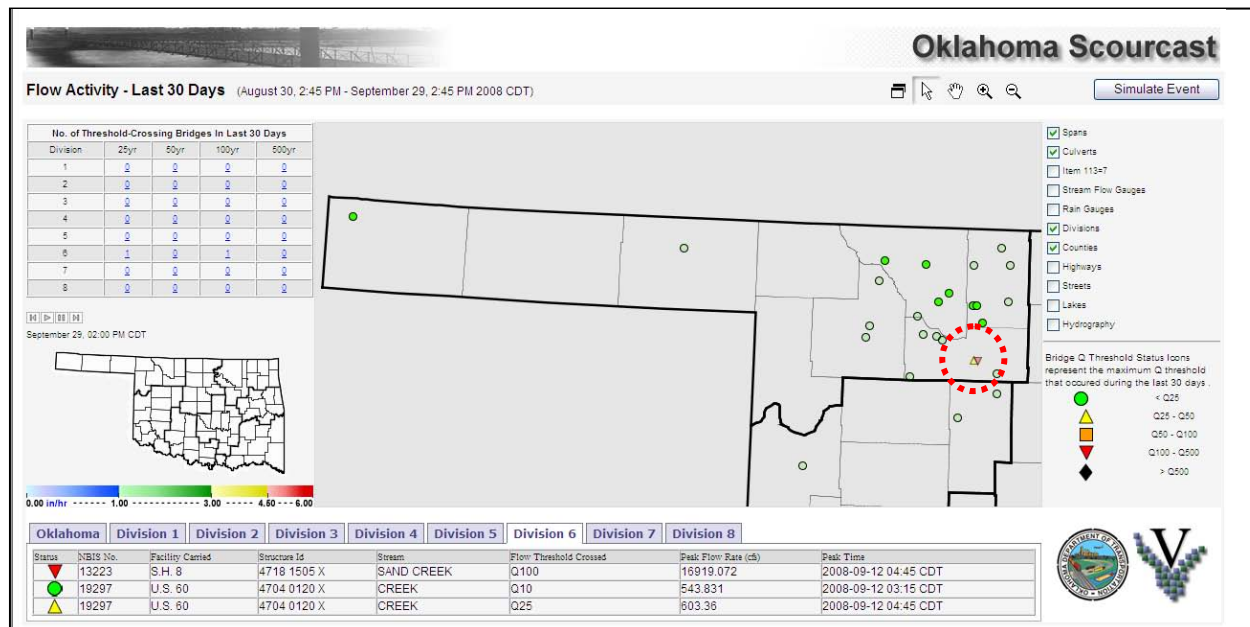 Oklahoma Scourcast
Flow Activity - Last 30 Days (August 30, 2:45 PM - September 29, 2:45 PM 2008 CDT)
Simulate Event
No. of Threshold-Crossing Bridges In Last 30 Days
Division 25yr 50yr 100yr 500yr
1 0 0 0 0
2 0 0 0 0
3 0 0 0 0
4 0 0 0 0
5 0 0 0 0
6 1 0 1 0
7 0 0 0 0
8 0 0 0 0
September 29, 02:00 PM CDT
0.00 in/hr ------ 1.00 ------------- 3.00 ----- 4.50 --- 6.00
Spans
Culverts
Item 113=7
Stream Flow Gauges
Rain Gauges
Divisions
Counties
Highways
Streets
Lakes
Hydrography
Bridge Q Threshold Status Icons
represent the maximum Q threshold
that occured during the last 30 days .
< Q25
Q25 - Q50
Q50 - Q100
Q100 - Q500
> Q500
Oklahoma Division 1 Division 2 Division 3 Division 4 Division 5 Division 6 Division 7 Division 8
Status NBIS No. Facility Carried Structure Id Stream Flow Threshold Crossed Peak Flow Rate (cfs) Peak Time
13223 S.H. 8 4718 1505 X SAND CREEK Q100 16919.072 2008-09-12 04:45 CDT
19297 U.S. 60 4704 0120 X CREEK Q10 543.831 2008-09-12 03:15 CDT
19297 U.S. 60 4704 0120 X CREEK Q25 603.36 2008-09-12 04:45 CDT
OKLAHOMA DEPARTMENT OF TRANSPORTATION
V